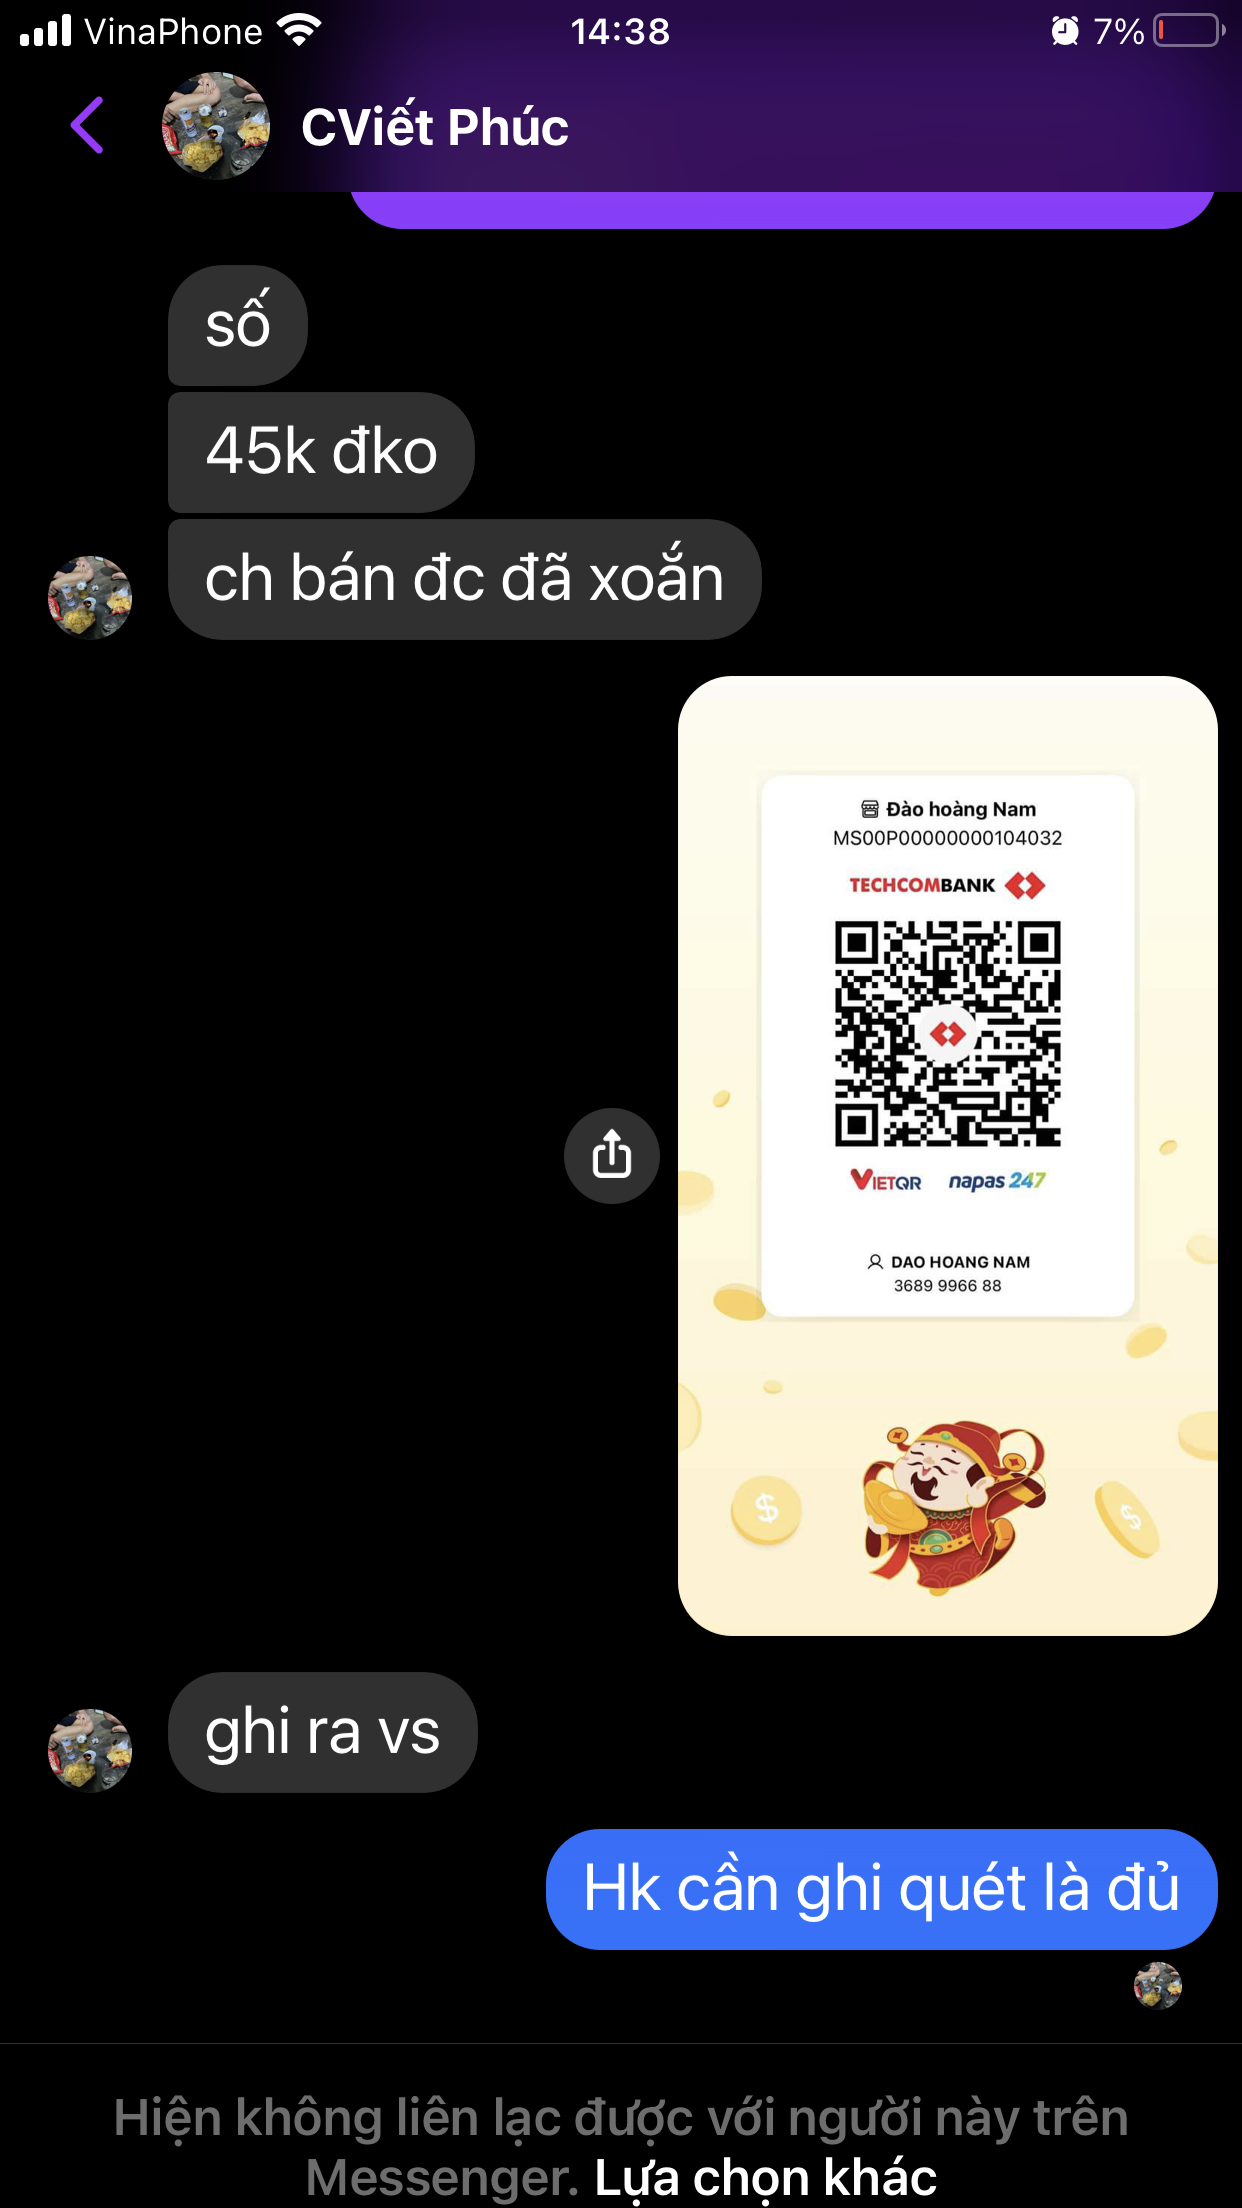 VinaPhone 14:38 7%
CViết Phúc
số
45k đko
ch bán đc đã xoắn
Đào hoàng Nam
MS00P00000000104032
TECHCOMBANK
VIETQR napas 247
DAO HOANG NAM
3689 9966 88
$ $
ghi ra vs
Hk cần ghi quét là đủ
Hiện không liên lạc được với người này trên
Messenger. Lựa chọn khác